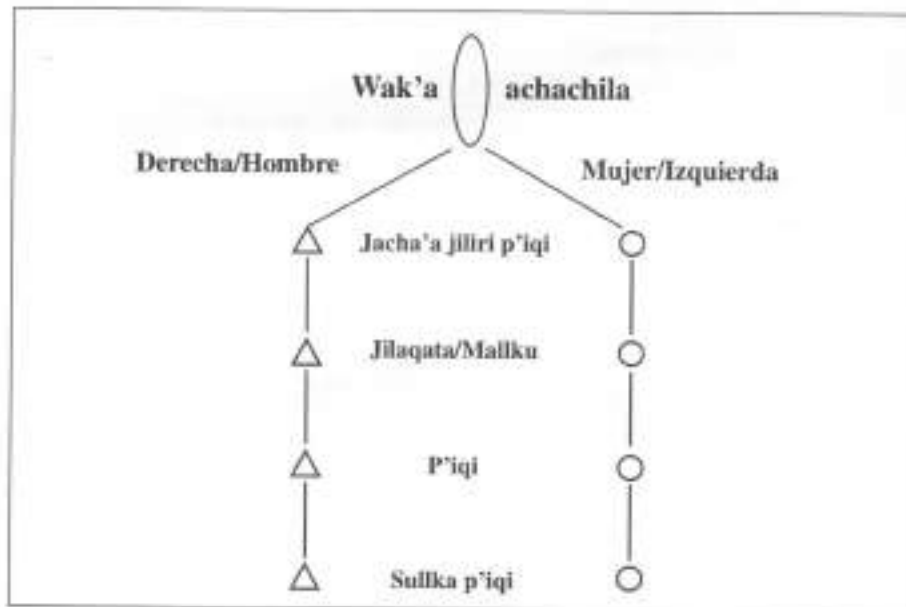 Wak'a achachila
Derecha/Hombre
Mujer/Izquierda
Jacha'a jiliri p'iqi
Jilaqata/Mallku
P'iqi
Sullka p'iqi